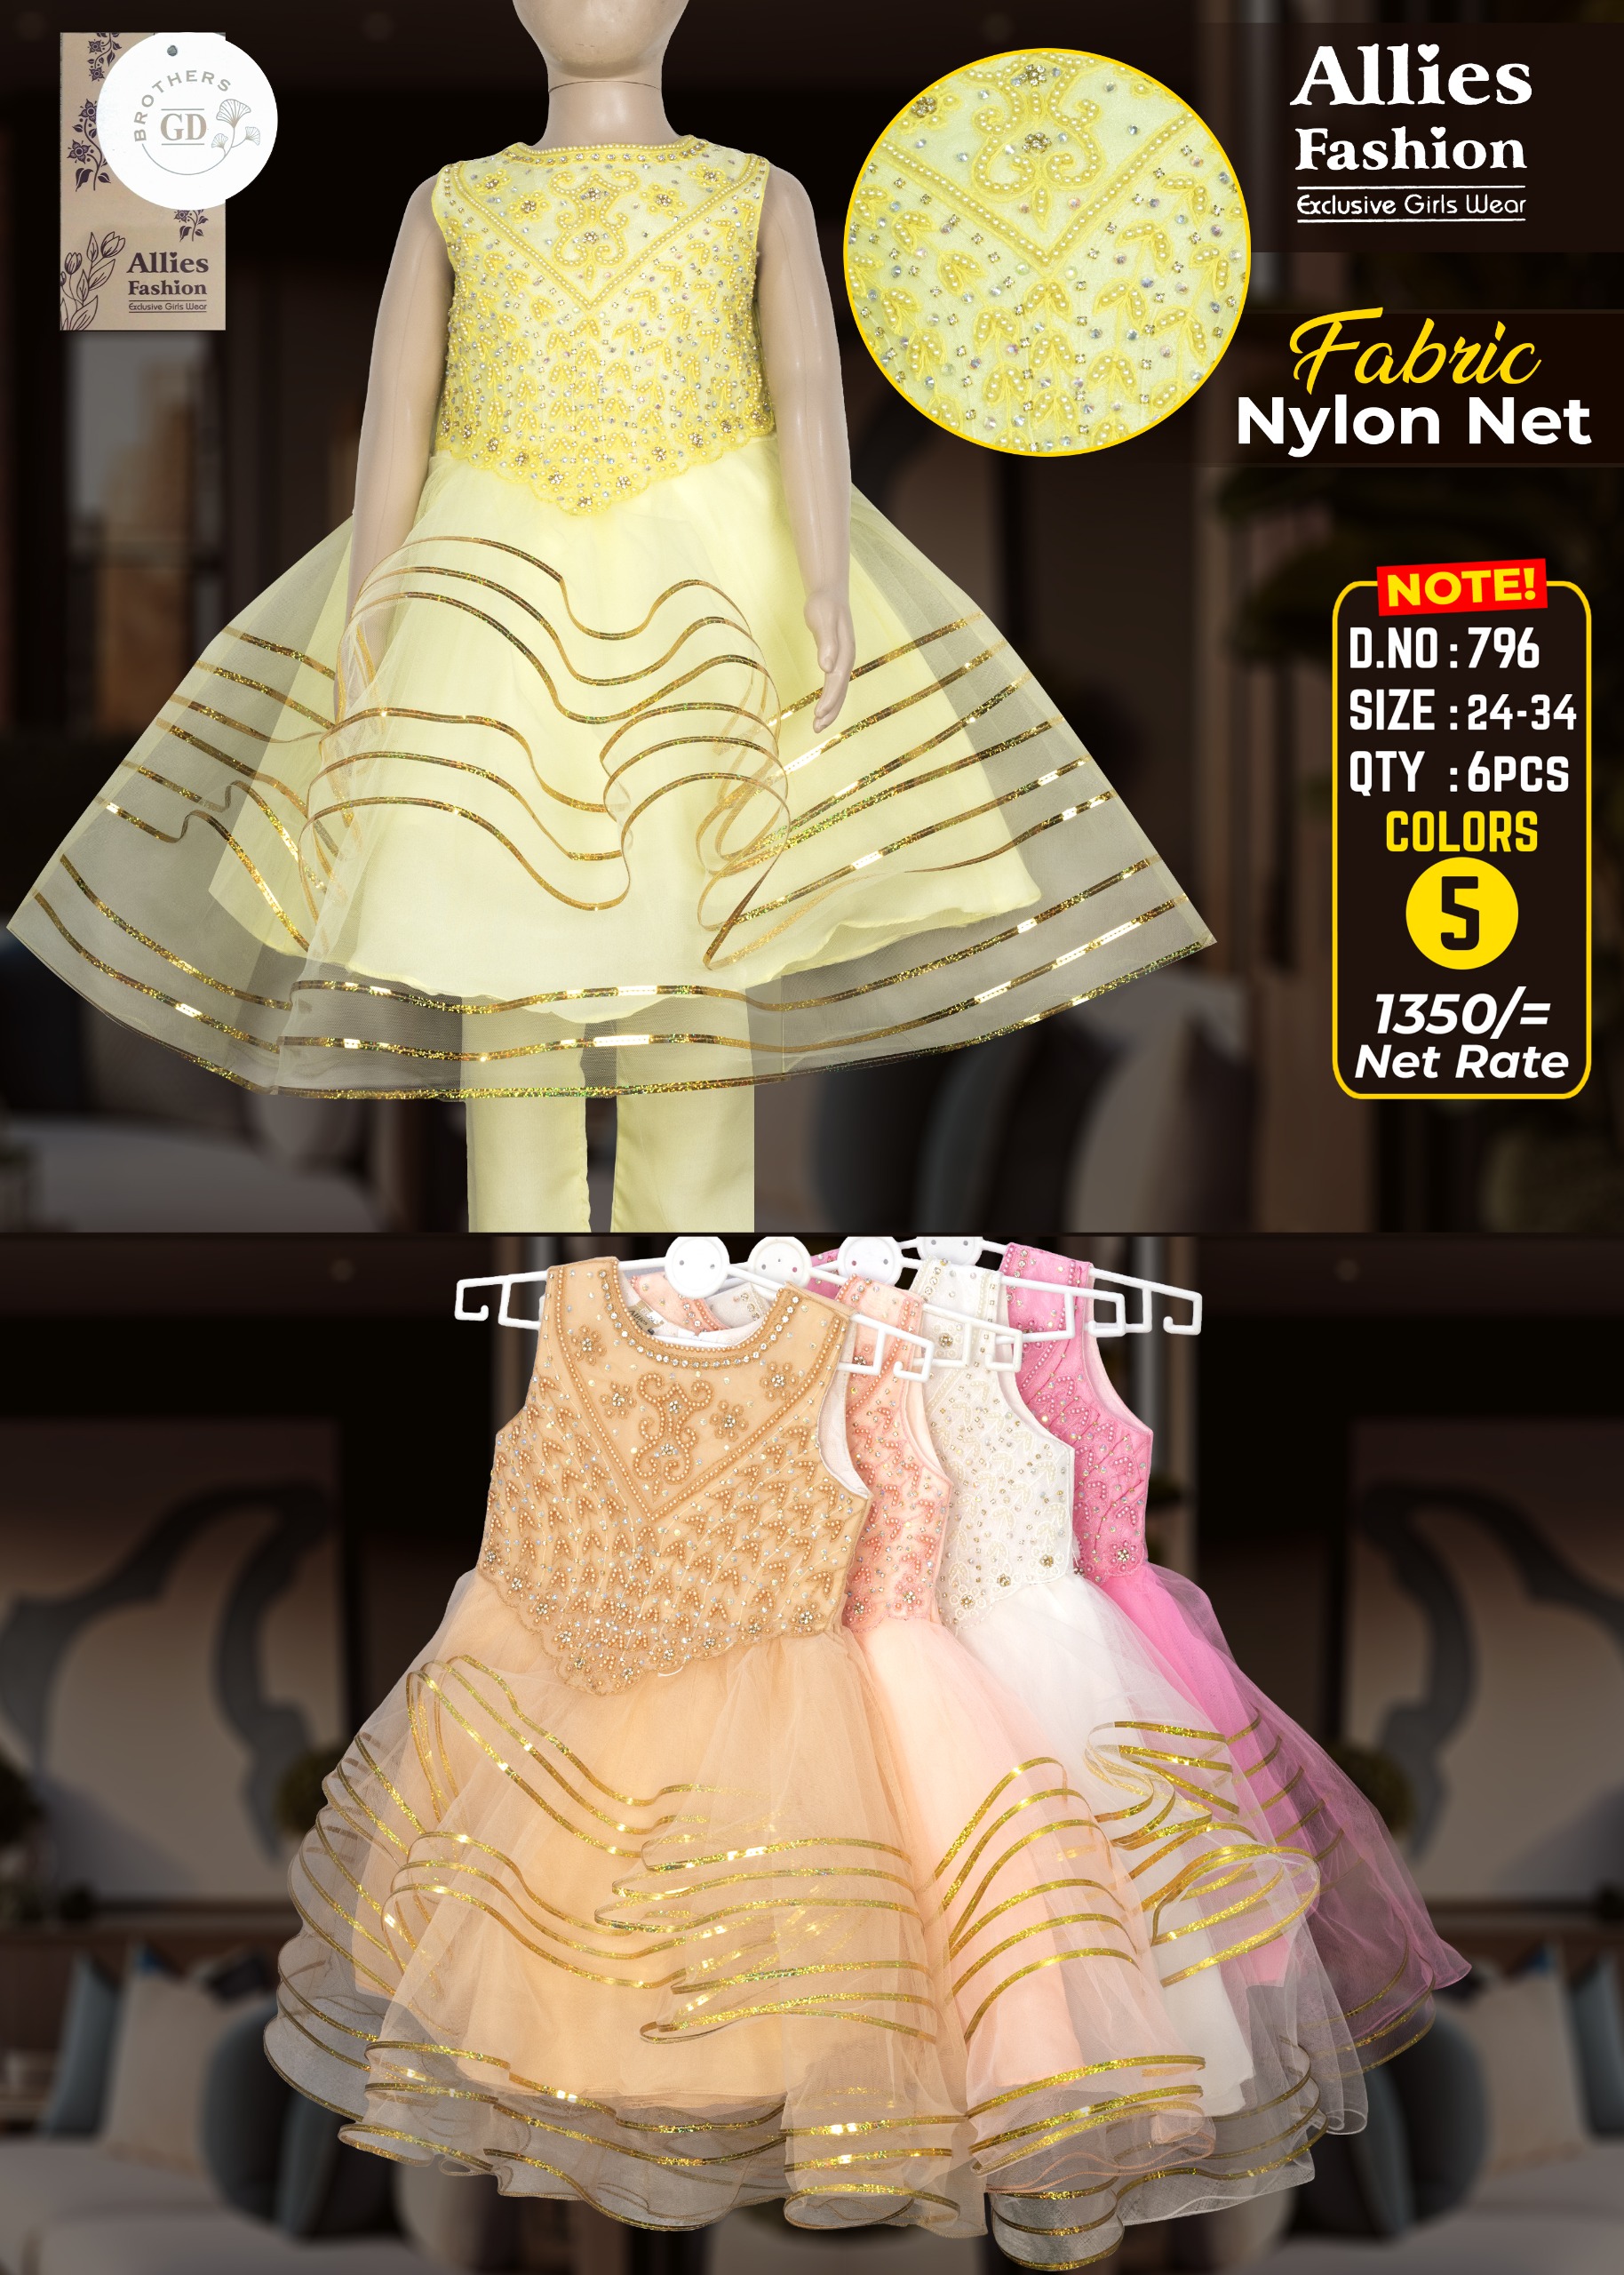 BROTHERS
GD
Allies
Fashion
Exclusive Girls Wear
Allies
Fashion
Exclusive Girls Wear
Fabric
Nylon Net
NOTE!
D.NO : 796
SIZE : 24-34
QTY : 6PCS
COLORS
5
1350/=
Net Rate